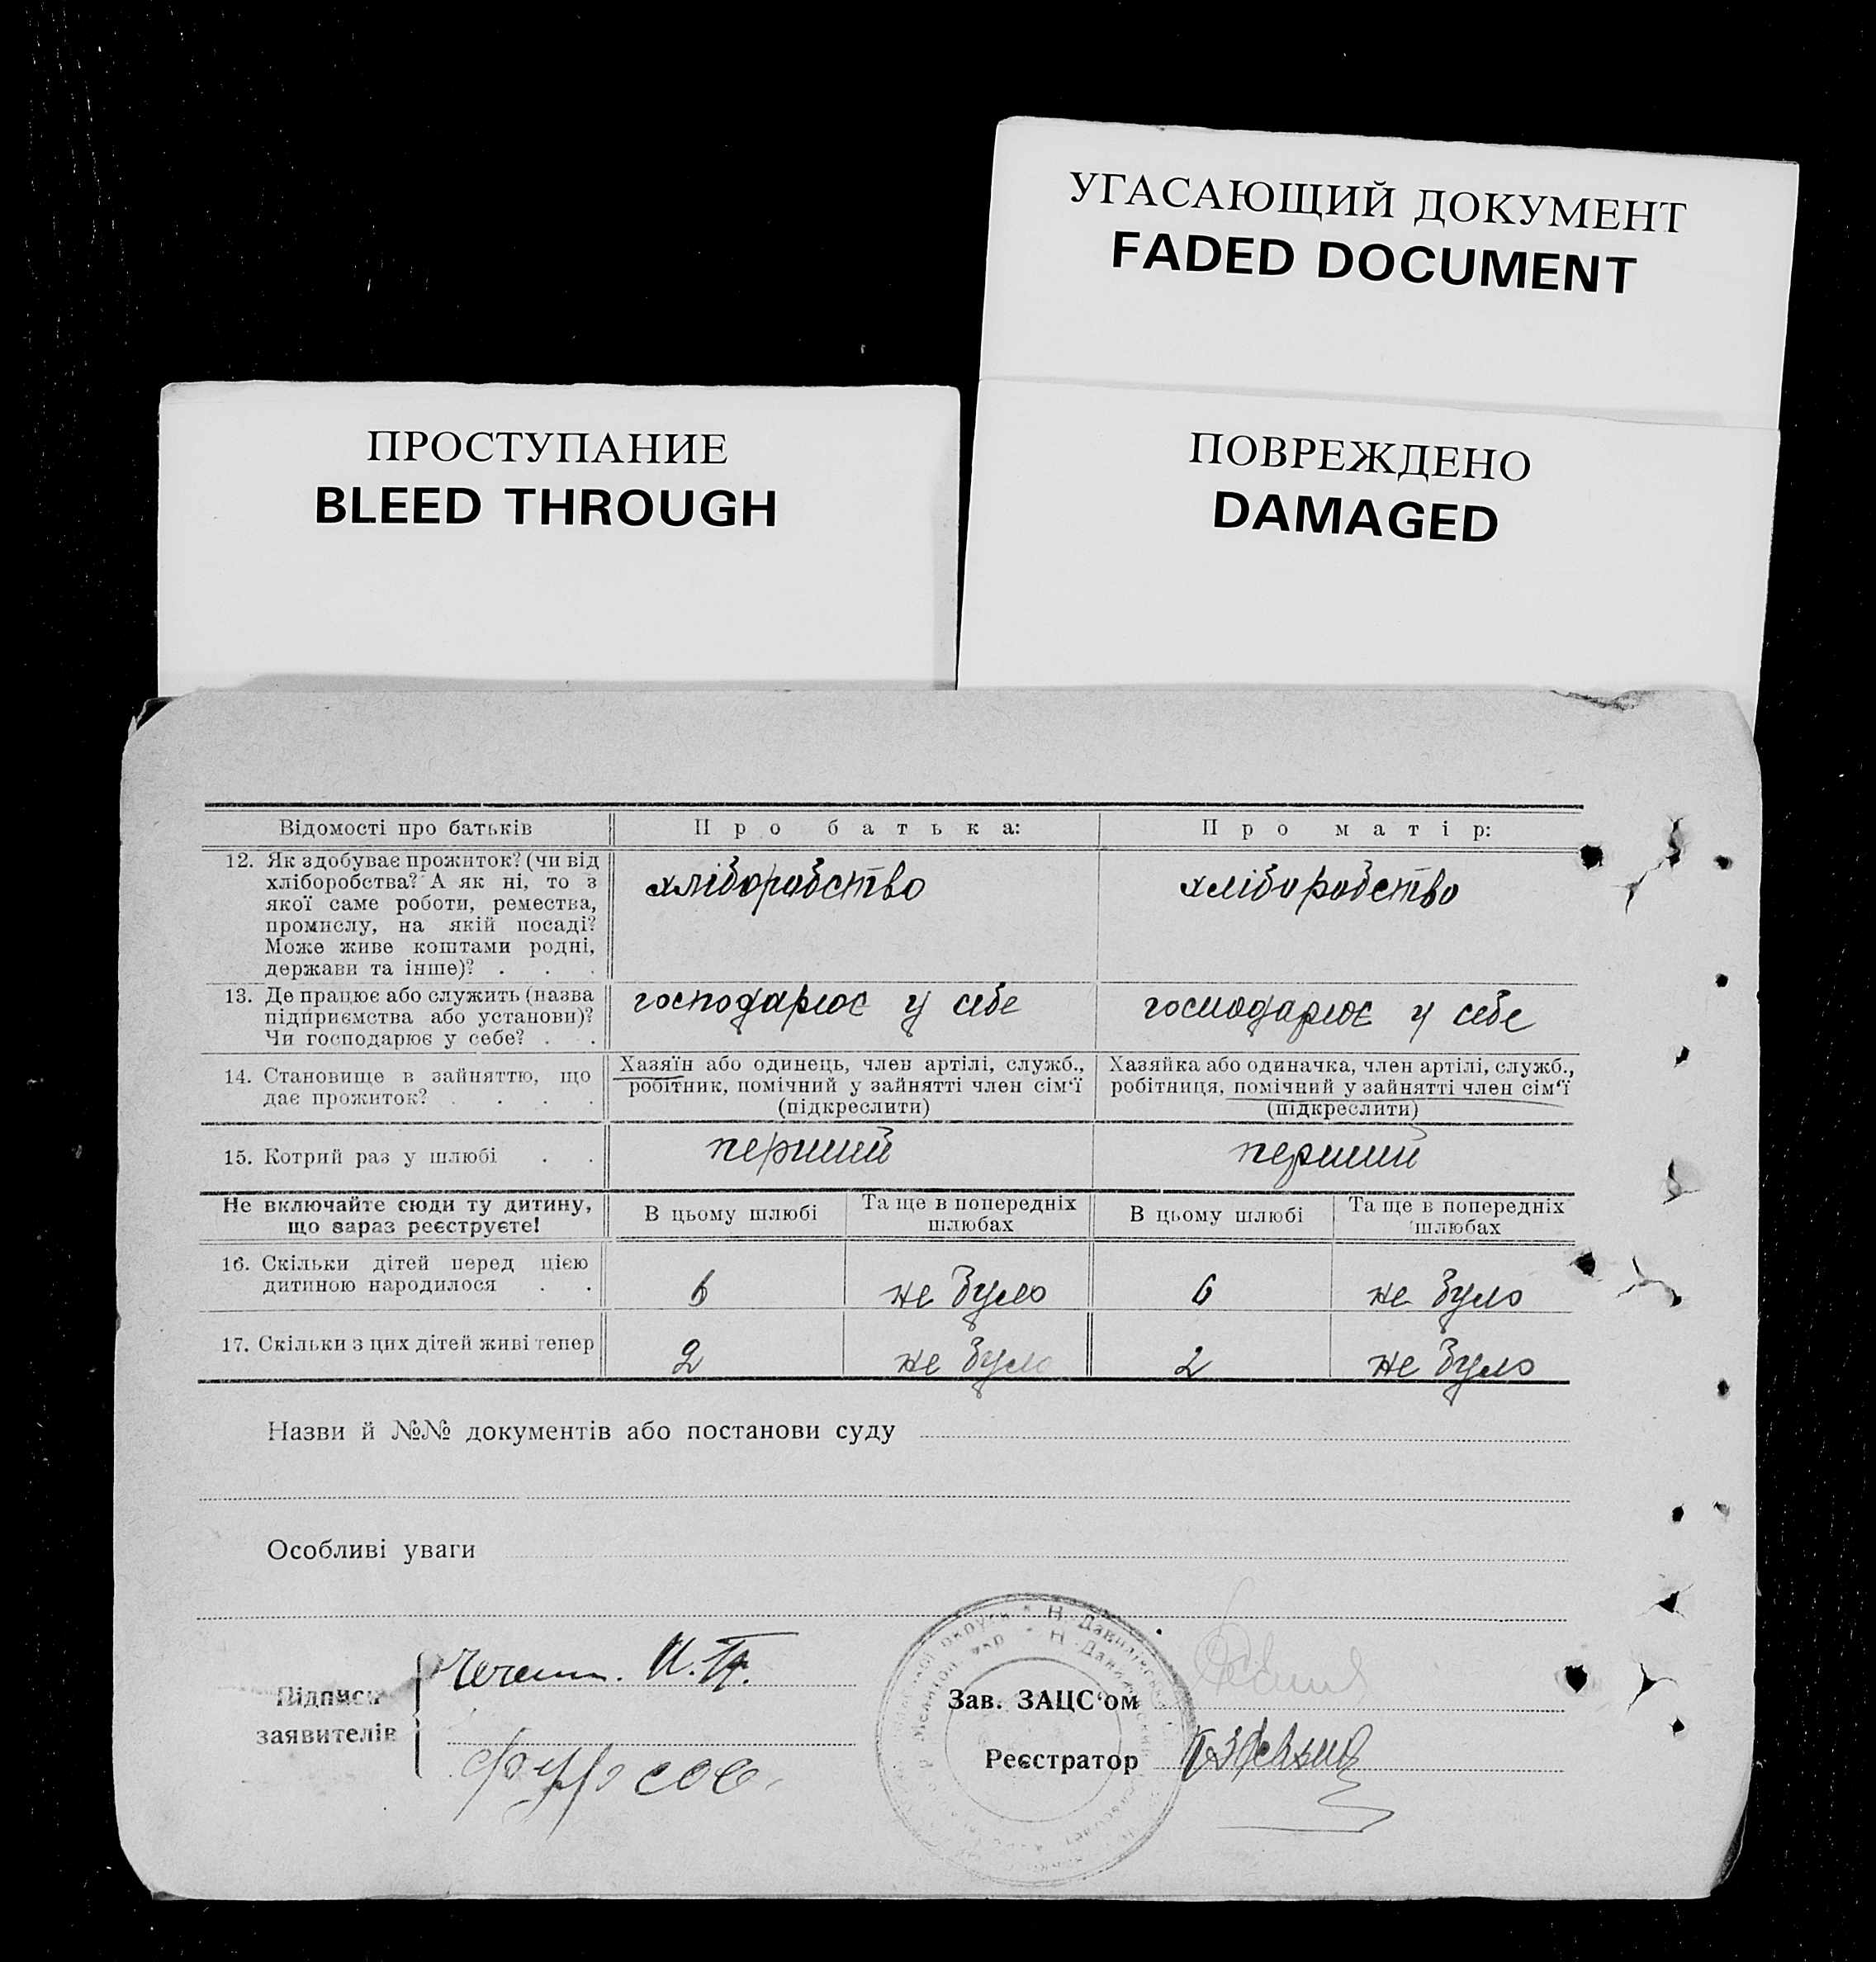 УГАСАЮЩИЙ ДОКУМЕНТ
FADED DOCUMENT
ПРОСТУПАНИЕ
BLEED THROUGH
ПОВРЕЖДЕНО
DAMAGED
Відомості про батьків
Про батька:
Про матір:
12. Як здобуває прожиток? (чи від
хліборобства? А як ні, то з
якої саме роботи, ремества,
промислу, на якій посаді?
Може живе коштами родні,
держави та інше)? . . .
хліборобство
хліборобство
13. Де працює або служить (назва
підприємства або установи)?
Чи господарює у себе? . .
господарює у себе
господарює у себе
14. Становище в зайняттю, що
дає прожиток? . . . .
Хазяїн або одинець, член артілі, служб.,
робітник, помічний у зайнятті член сім'ї
(підкреслити)
Хазяйка або одиначка, член артілі, служб.,
робітниця, помічний у зайнятті член сім'ї
(підкреслити)
15. Котрий раз у шлюбі . .
перший
перший
Не включайте сюди ту дитину,
що зараз реєструєте!
В цьому шлюбі
Та ще в попередніх
шлюбах
В цьому шлюбі
Та ще в попередніх
шлюбах
16. Скільки дітей перед цією
дитиною народилося . .
6
не було
6
не було
17. Скільки з цих дітей живі тепер
2
не було
2
не було
Назви й №№ документів або постанови суду
Особливі уваги
Підписи
заявителів
Зав. ЗАЦС'ом
Реєстратор